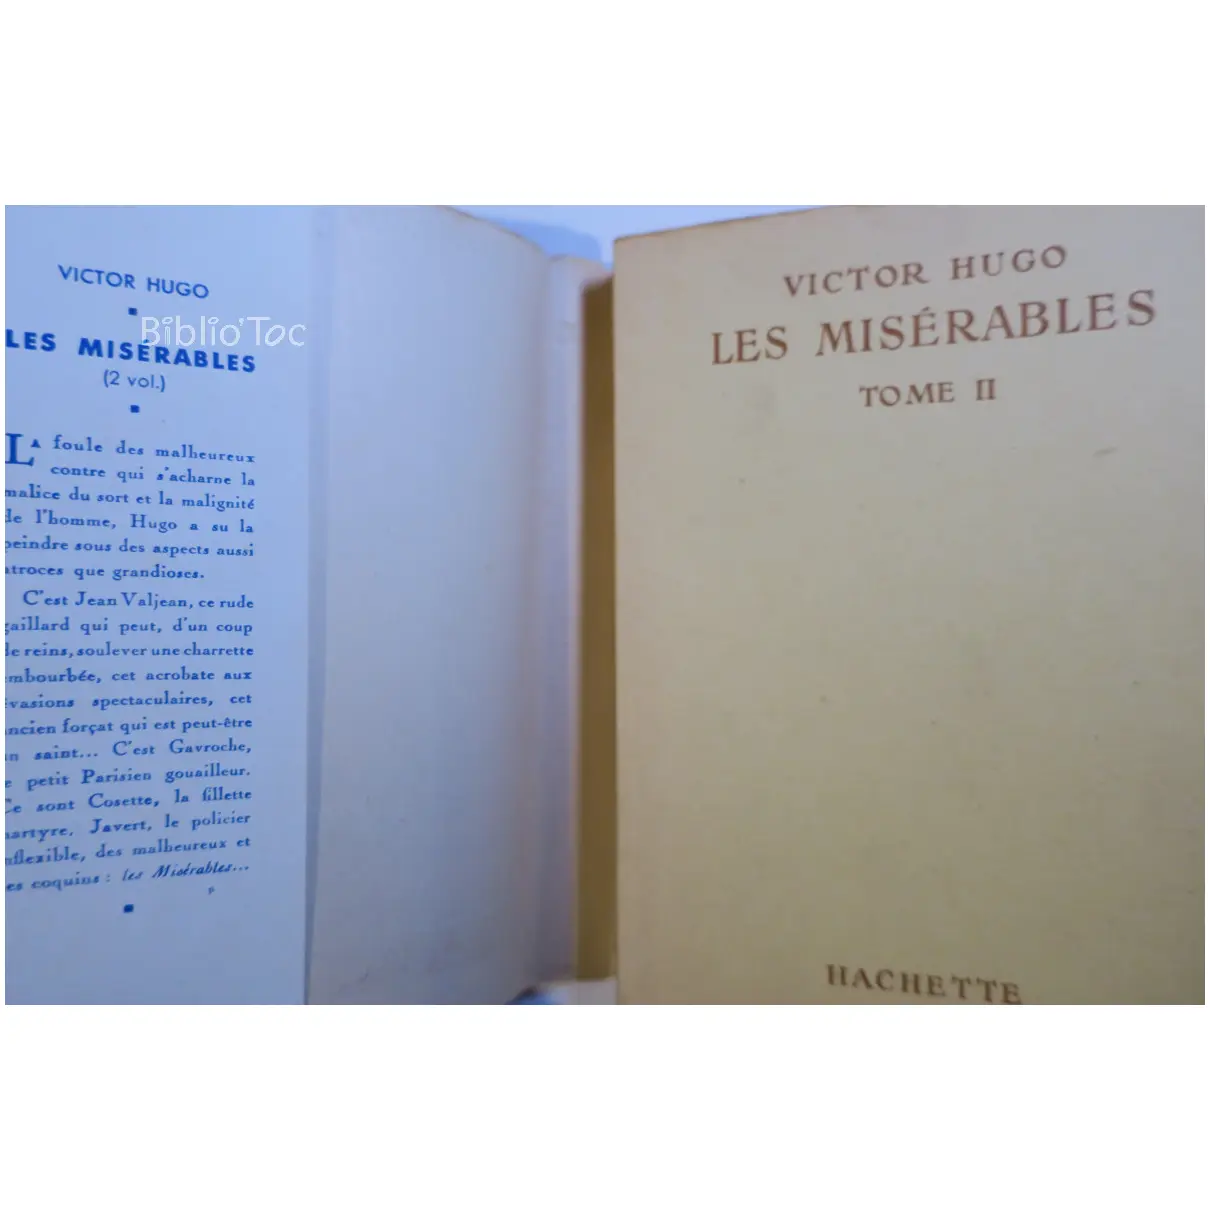 VICTOR HUGO
LES MISÉRABLES
(2 vol.)
LA foule des malheureux
contre qui s'acharne la
malice du sort et la malignité
de l'homme, Hugo a su la
peindre sous des aspects aussi
atroces que grandioses.
C'est Jean Valjean, ce rude
gaillard qui peut, d'un coup
de reins, soulever une charrette
embourbée, cet acrobate aux
évasions spectaculaires, cet
ancien forçat qui est peut-être
un saint... C'est Gavroche,
le petit Parisien gouailleur.
Ce sont Cosette, la fillette
martyre, Javert, le policier
inflexible, des malheureux et
des coquins : les Misérables...
Biblio'Toc
VICTOR HUGO
LES MISÉRABLES
TOME II
HACHETTE